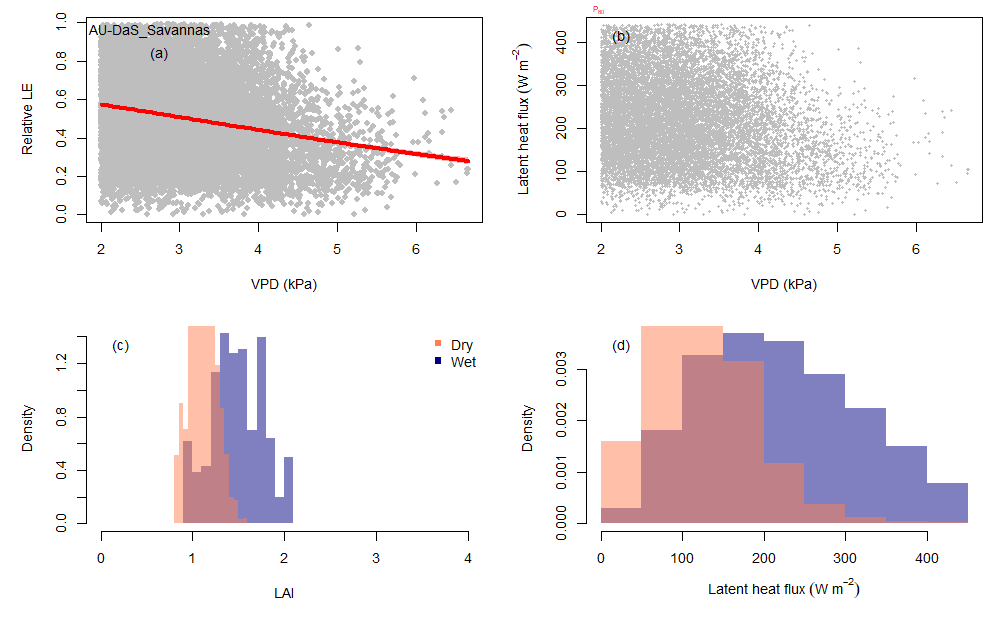 AU-DaS_Savannas
(a)
Relative LE
0.0 0.2 0.4 0.6 0.8 1.0
2 3 4 5 6
VPD (kPa)
(b)
Latent heat flux (W m⁻²)
0 100 200 300 400
2 3 4 5 6
VPD (kPa)
(c)
Dry
Wet
Density
0.0 0.4 0.8 1.2
0 1 2 3 4
LAI
(d)
Density
0.000 0.001 0.002 0.003
0 100 200 300 400
Latent heat flux (W m⁻²)